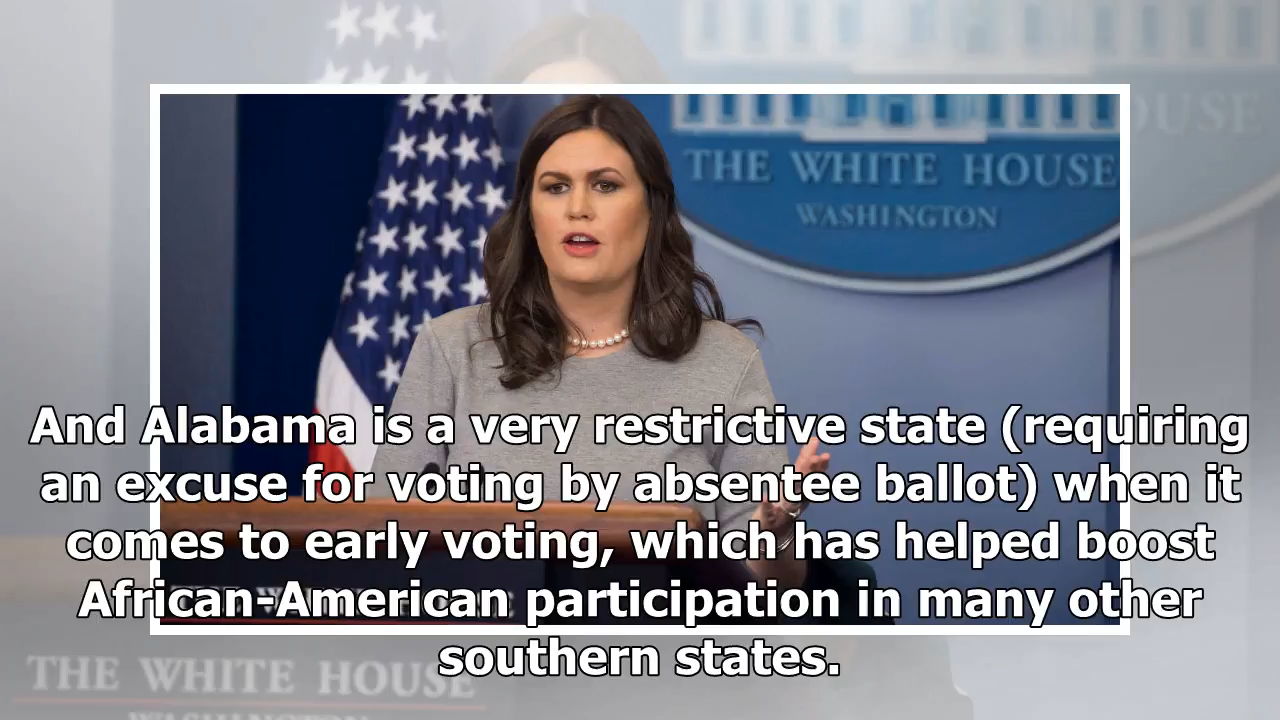 HOUSE
THE WHITE HOUSE
WASHINGTON
And Alabama is a very restrictive state (requiring
an excuse for voting by absentee ballot) when it
comes to early voting, which has helped boost
African-American participation in many other
southern states.
THE WHITE HOUSE
WASHINGTON